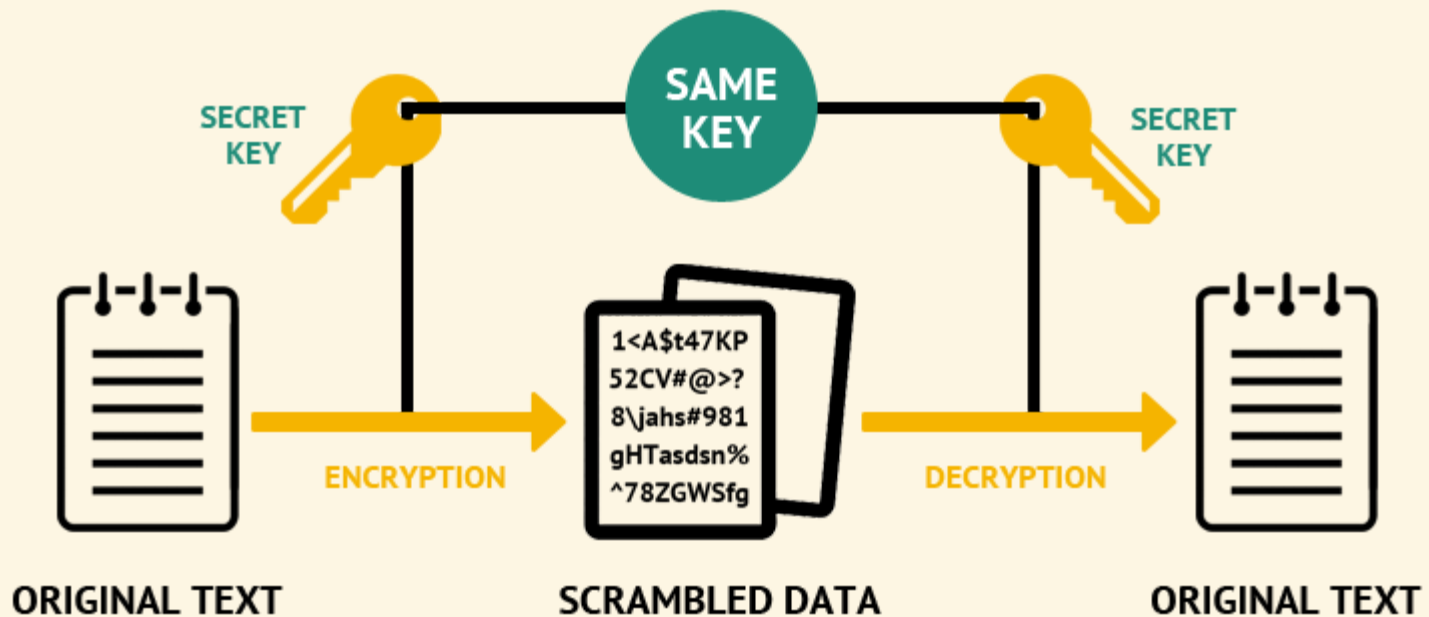 SAME
KEY
SECRET
KEY
SECRET
KEY
1<A$t47KP
52CV#@>?
8\jahs#981
gHTasdsn%
^78ZGWSfg
ENCRYPTION
DECRYPTION
ORIGINAL TEXT
SCRAMBLED DATA
ORIGINAL TEXT